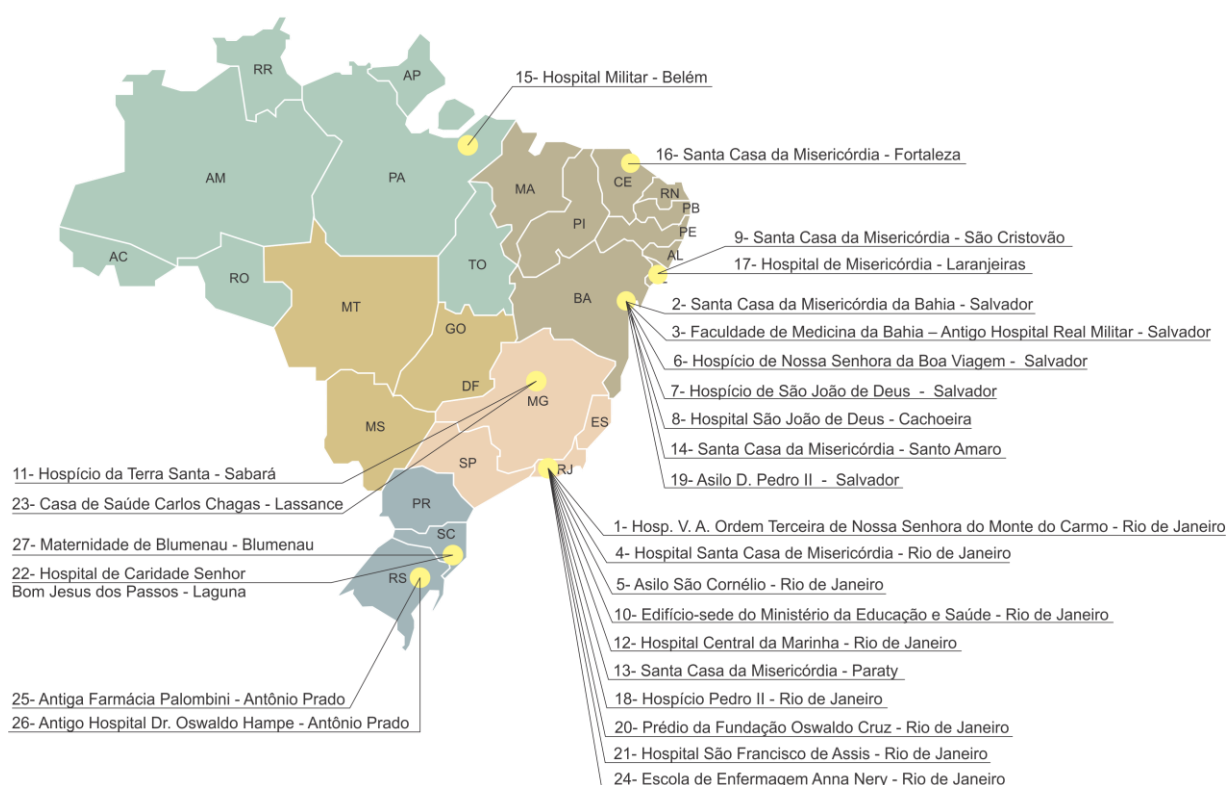 RR
AP
15- Hospital Militar - Belém
16- Santa Casa da Misericórdia - Fortaleza
AM
PA
MA
CE
RN
PB
PI
PE
AL
9- Santa Casa da Misericórdia - São Cristovão
17- Hospital de Misericórdia - Laranjeiras
AC
RO
TO
BA
MT
GO
DF
2- Santa Casa da Misericórdia da Bahia - Salvador
3- Faculdade de Medicina da Bahia – Antigo Hospital Real Militar - Salvador
6- Hospício de Nossa Senhora da Boa Viagem - Salvador
7- Hospício de São João de Deus - Salvador
8- Hospital São João de Deus - Cachoeira
14- Santa Casa da Misericórdia - Santo Amaro
19- Asilo D. Pedro II - Salvador
MG
ES
MS
SP
RJ
11- Hospício da Terra Santa - Sabará
23- Casa de Saúde Carlos Chagas - Lassance
PR
SC
RS
27- Maternidade de Blumenau - Blumenau
22- Hospital de Caridade Senhor
Bom Jesus dos Passos - Laguna
25- Antiga Farmácia Palombini - Antônio Prado
26- Antigo Hospital Dr. Oswaldo Hampe - Antônio Prado
1- Hosp. V. A. Ordem Terceira de Nossa Senhora do Monte do Carmo - Rio de Janeiro
4- Hospital Santa Casa de Misericórdia - Rio de Janeiro
5- Asilo São Cornélio - Rio de Janeiro
10- Edifício-sede do Ministério da Educação e Saúde - Rio de Janeiro
12- Hospital Central da Marinha - Rio de Janeiro
13- Santa Casa da Misericórdia - Paraty
18- Hospício Pedro II - Rio de Janeiro
20- Prédio da Fundação Oswaldo Cruz - Rio de Janeiro
21- Hospital São Francisco de Assis - Rio de Janeiro
24- Escola de Enfermagem Anna Nery - Rio de Janeiro